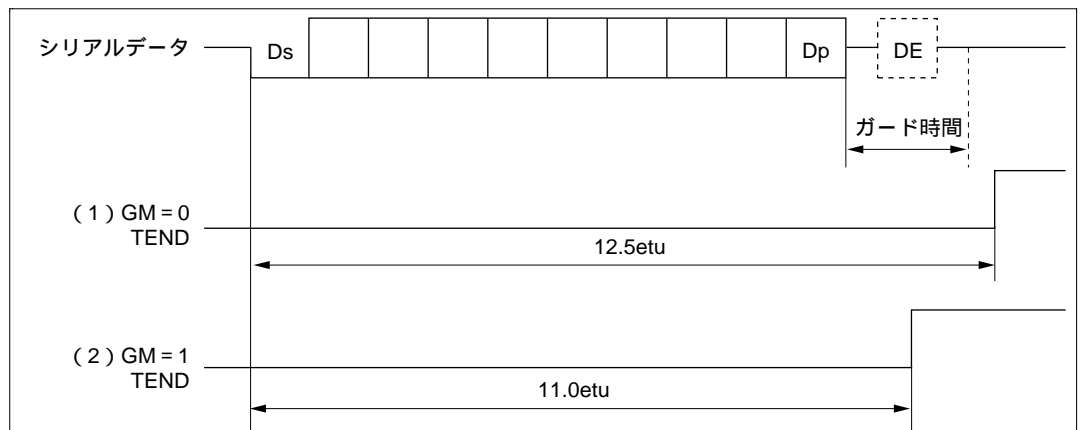 シリアルデータ
Ds
Dp
DE
ガード時間
(1) GM = 0
TEND
12.5etu
(2) GM = 1
TEND
11.0etu